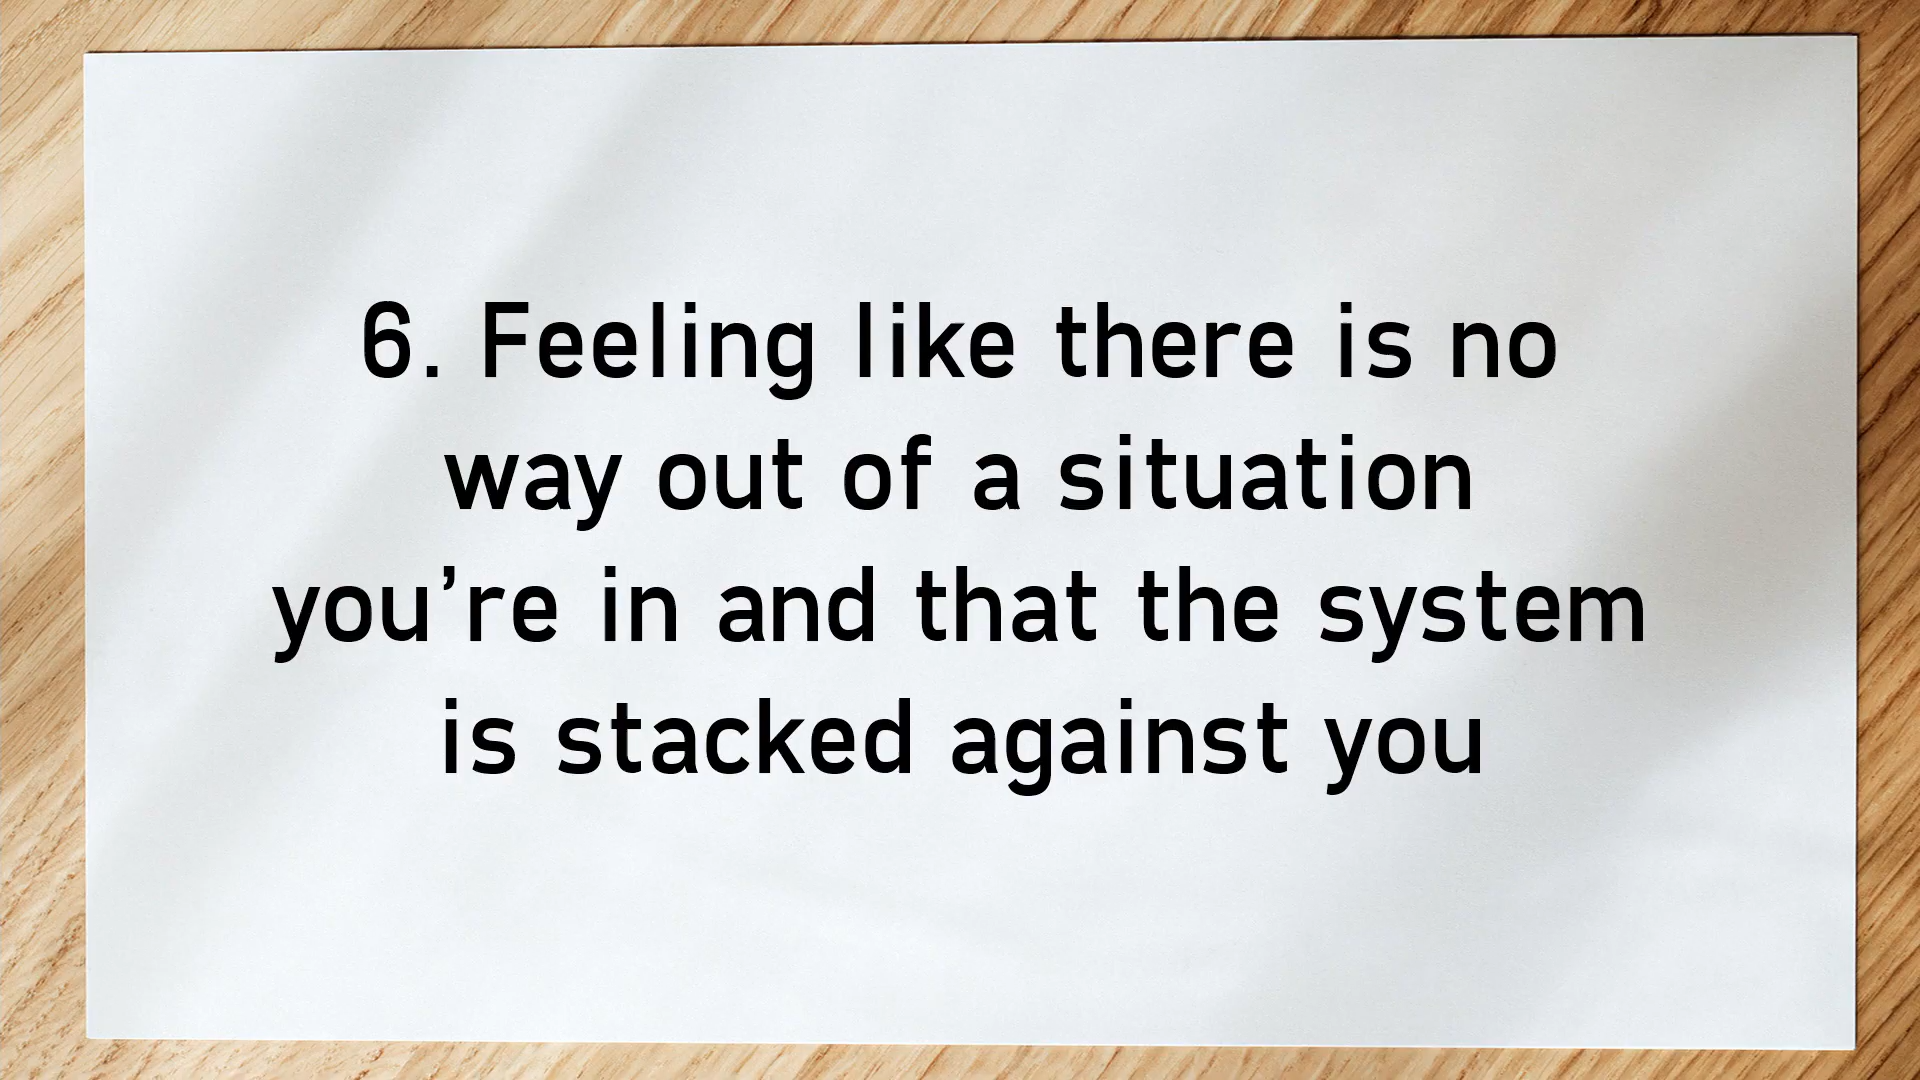 6. Feeling like there is no
way out of a situation
you’re in and that the system
is stacked against you